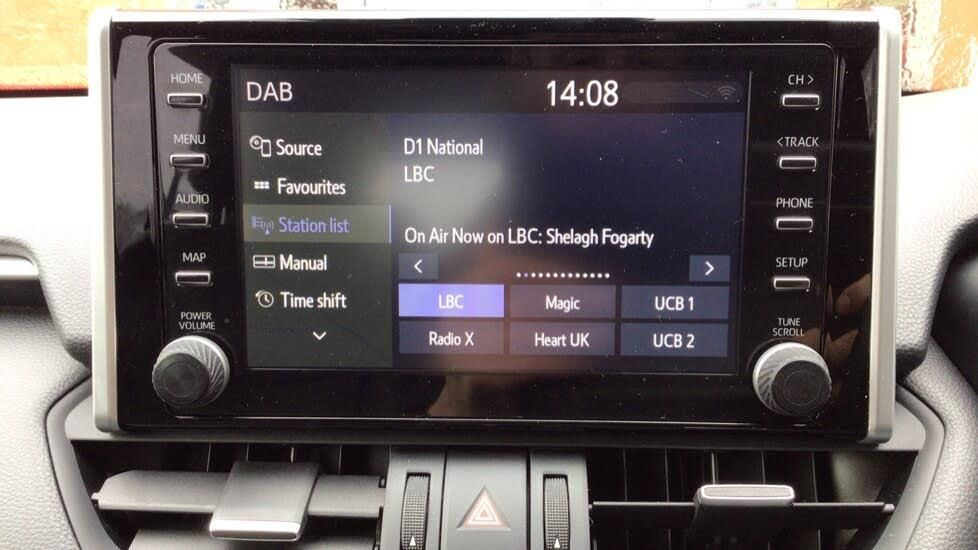 HOME
MENU
AUDIO
MAP
POWER
VOLUME
DAB
14:08
Source
Favourites
Station list
Manual
Time shift
D1 National
LBC
On Air Now on LBC: Shelagh Fogarty
LBC
Magic
UCB 1
Radio X
Heart UK
UCB 2
CH >
< TRACK
PHONE
SETUP
TUNE
SCROLL